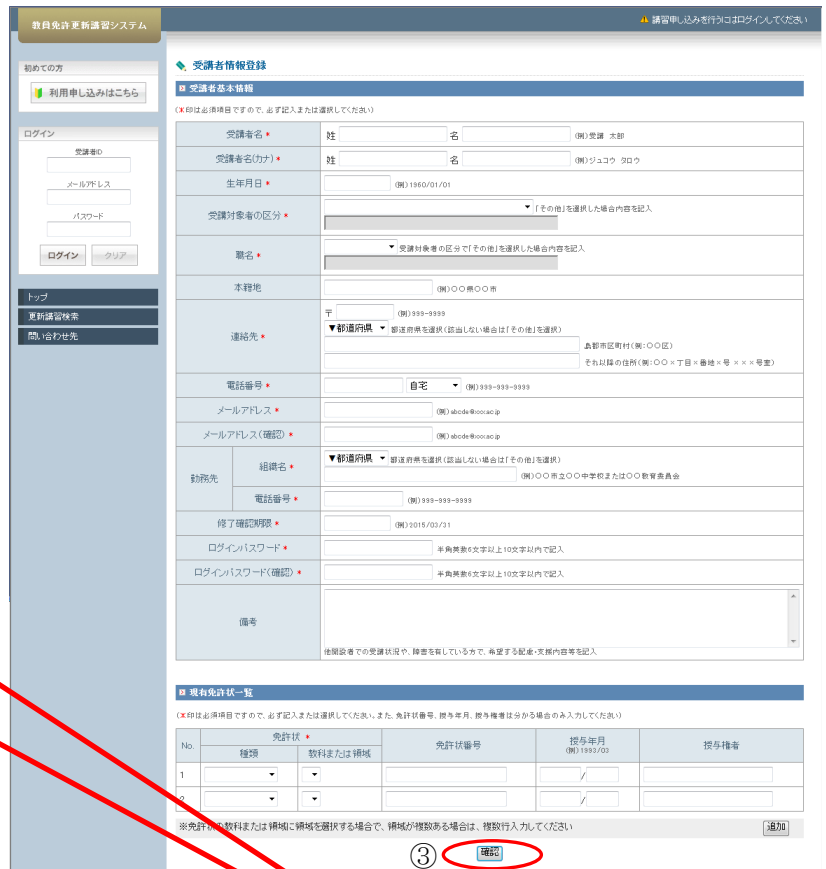 教員免許更新講習システム
講習申し込みを行うにはログインしてください
初めての方
利用申し込みはこちら
ログイン
受講者ID
メールアドレス
パスワード
ログイン クリア
トップ
更新講習検索
問い合わせ先
受講者情報登録
受講者基本情報
(※印は必須項目ですので、必ず記入または選択してください)
受講者名 * 姓 名 (例)受講 太郎
受講者名(カナ) * 姓 名 (例)ジュコウ タロウ
生年月日 * (例)1960/01/01
受講対象者の区分 * 「その他」を選択した場合内容を記入
職名 * 受講対象者の区分で「その他」を選択した場合内容を記入
本籍地 (例)〇〇県〇〇市
連絡先 *
〒 (例)999-9999
▼都道府県 都道府県を選択(該当しない場合は「その他」を選択)
島郡市区町村(例:〇〇区)
それ以降の住所(例:〇〇×丁目×番地×号 ×××号室)
電話番号 * 自宅 (例)999-999-9999
メールアドレス * (例)abcde@xxx.ac.jp
メールアドレス(確認) * (例)abcde@xxx.ac.jp
勤務先
組織名 * ▼都道府県 都道府県を選択(該当しない場合は「その他」を選択)
(例)〇〇市立〇〇中学校または〇〇教育委員会
電話番号 * (例)999-999-9999
修了確認期限 * (例)2015/03/31
ログインパスワード * 半角英数6文字以上10文字以内で記入
ログインパスワード(確認) * 半角英数6文字以上10文字以内で記入
備考
他開設者での受講状況や、障害を有している方で、希望する配慮・支援内容等を記入
現有免許状一覧
(※印は必須項目ですので、必ず記入または選択してください。また、免許状番号、授与年月、授与権者は分かる場合のみ入力してください)
No. 免許状 * 免許状番号 授与年月 授与権者
(例)1993/03
種類 教科または領域
1 /
2 /
※免許状の教科または領域に領域を選択する場合で、領域が複数ある場合は、複数行入力してください 追加
③ 確認